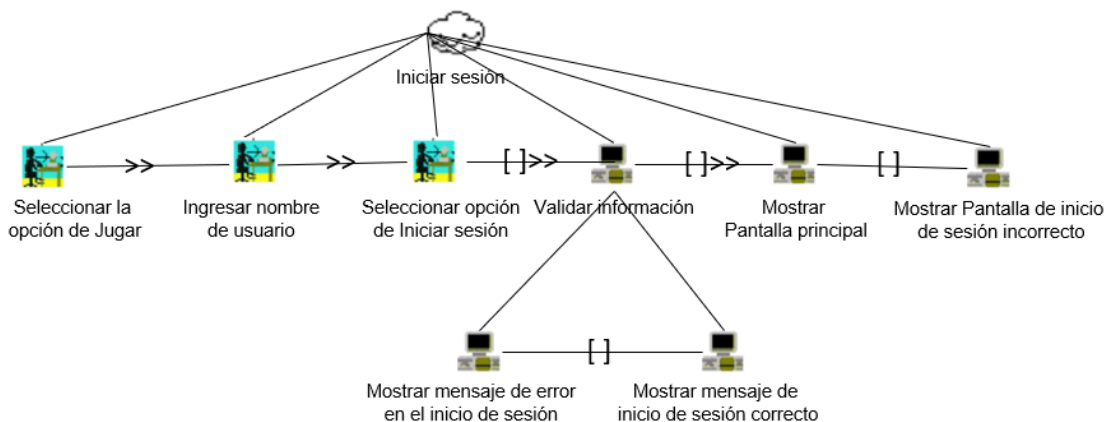 Iniciar sesión
>>
>>
[ ]>>
[ ]>>
[ ]
Seleccionar la
opción de Jugar
Ingresar nombre
de usuario
Seleccionar opción
de Iniciar sesión
Validar información
Mostrar
Pantalla principal
Mostrar Pantalla de inicio
de sesión incorrecto
[ ]
Mostrar mensaje de error
en el inicio de sesión
Mostrar mensaje de
inicio de sesión correcto